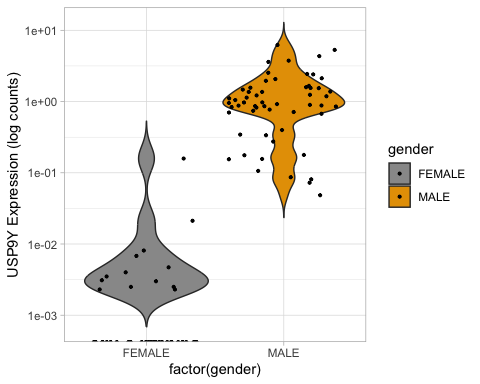 1e+01
1e+00
1e-01
1e-02
1e-03
USP9Y Expression (log counts)
FEMALE MALE
factor(gender)
gender
FEMALE
MALE